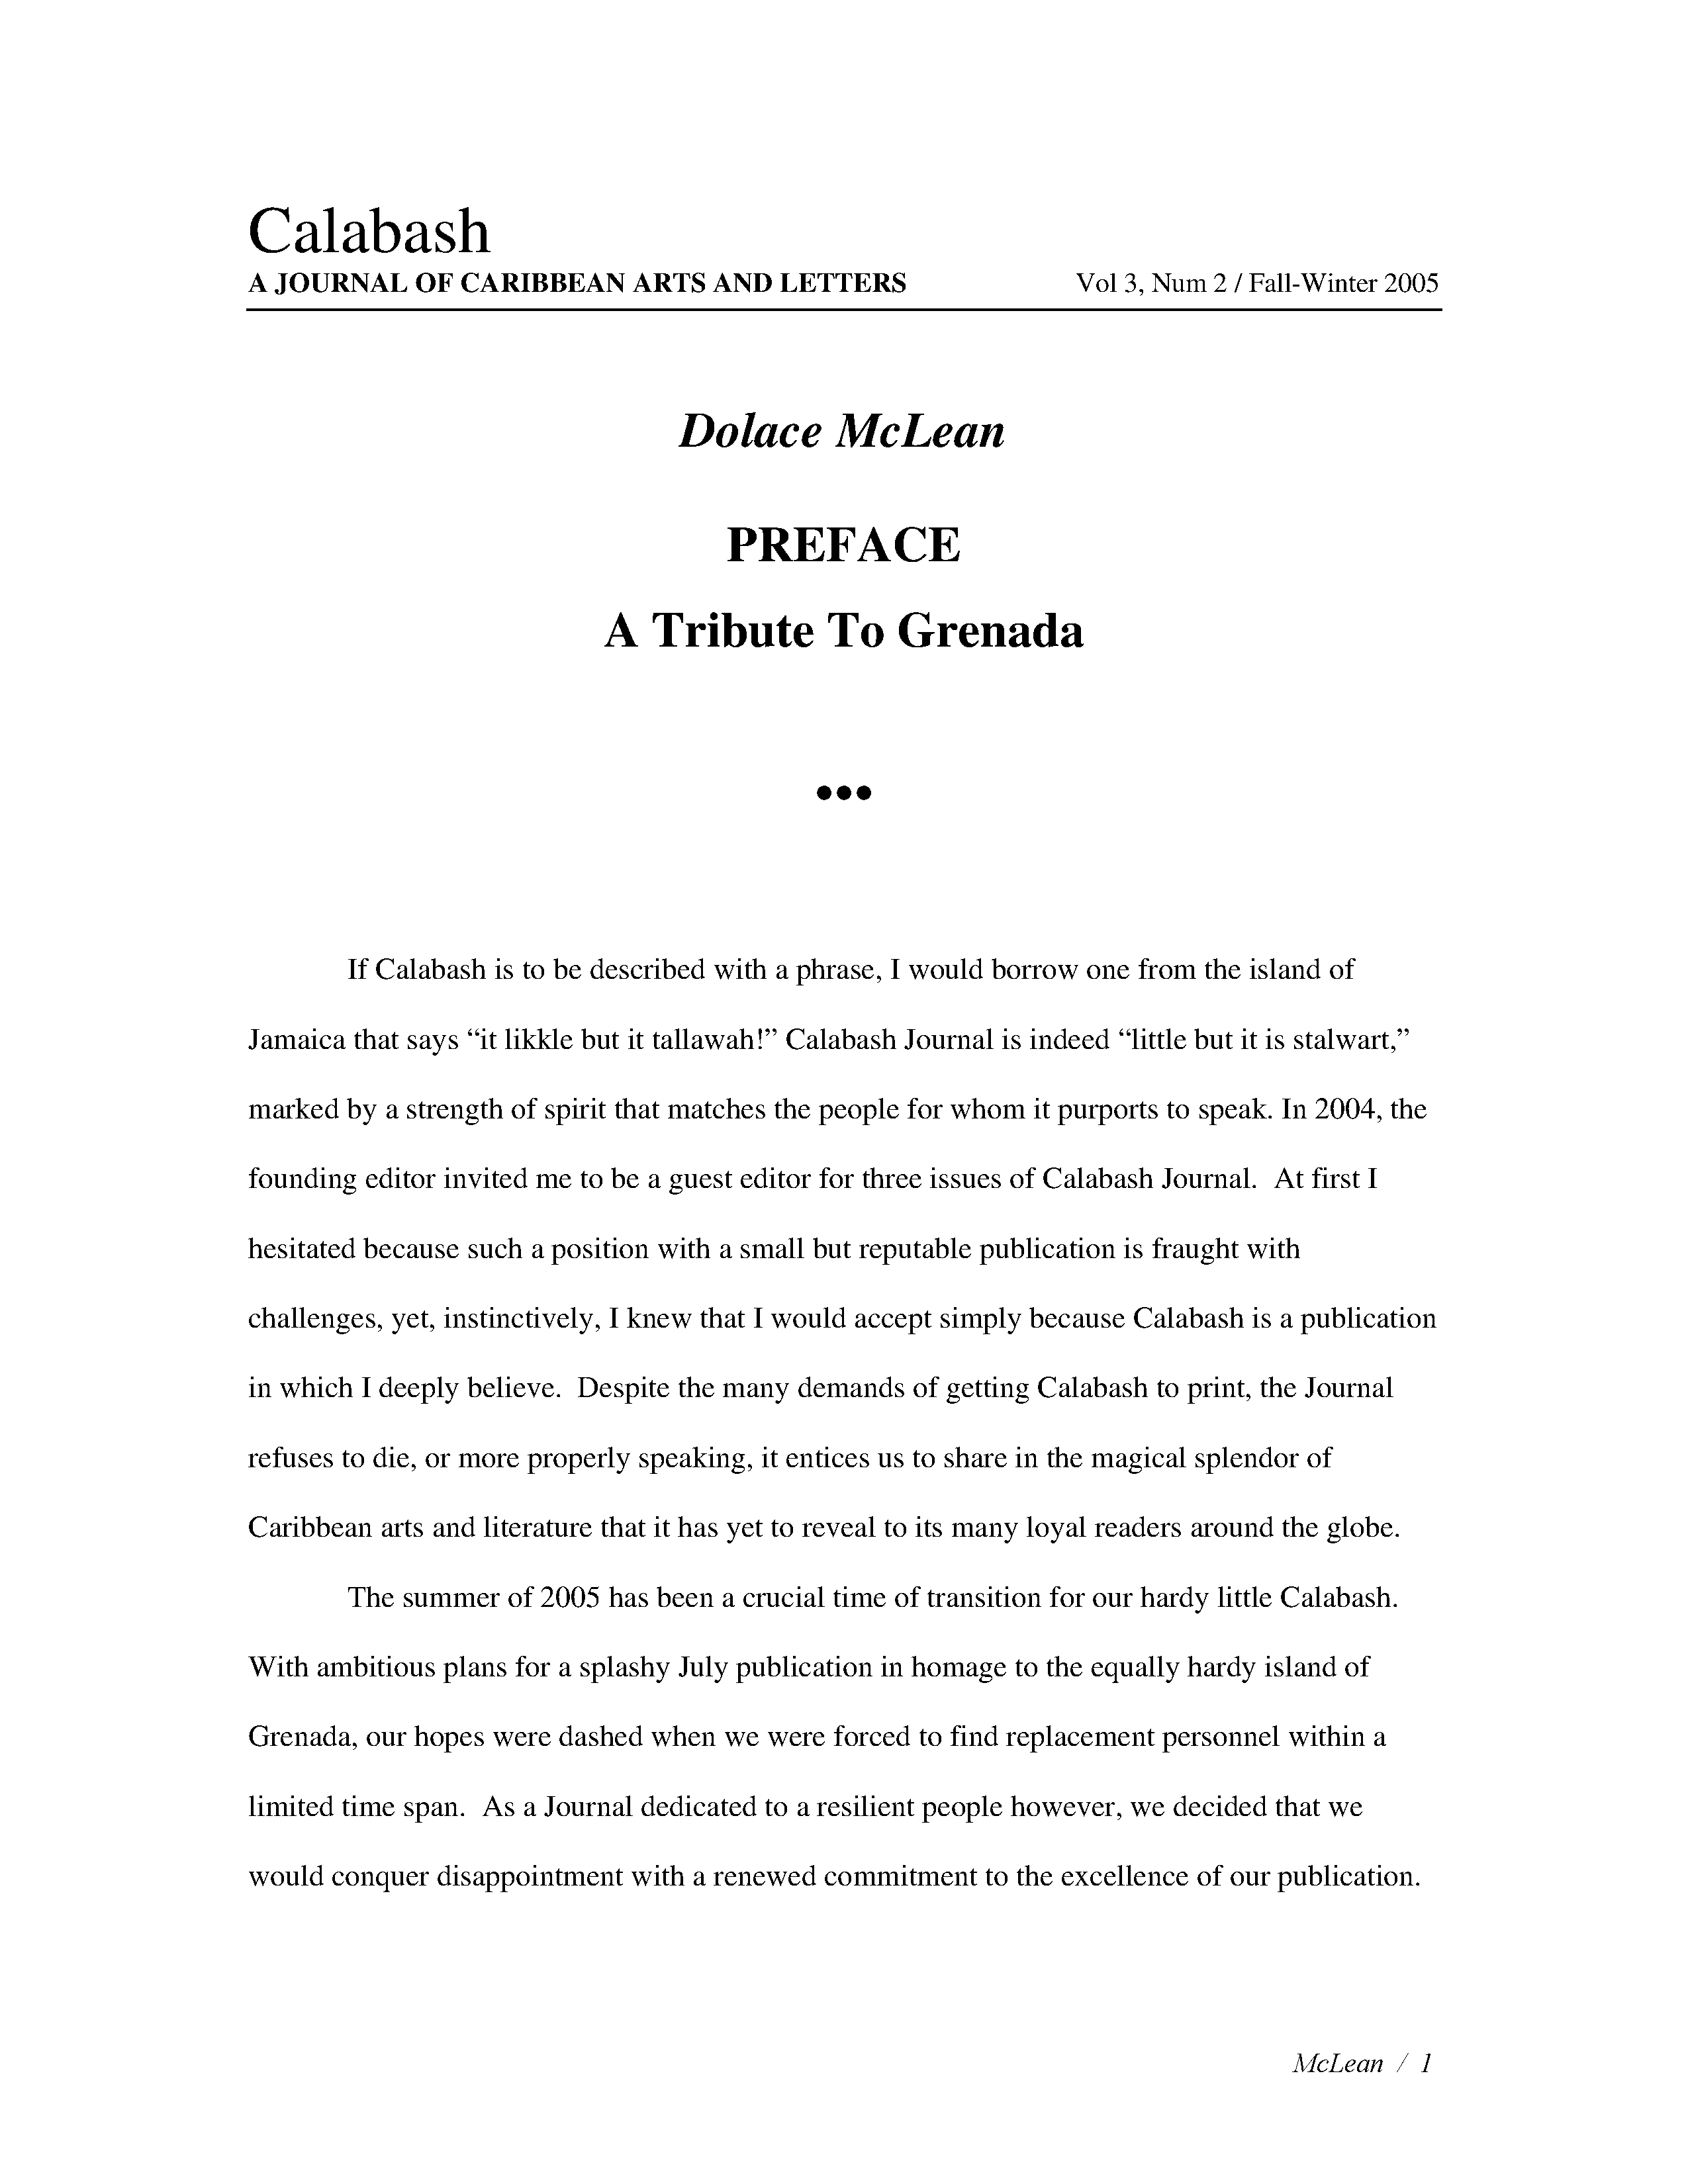 Calabash
A JOURNAL OF CARIBBEAN ARTS AND LETTERS Vol 3, Num 2 / Fall-Winter 2005
Dolace McLean
PREFACE
A Tribute To Grenada
•••
If Calabash is to be described with a phrase, I would borrow one from the island of
Jamaica that says “it likkle but it tallawah!” Calabash Journal is indeed “little but it is stalwart,”
marked by a strength of spirit that matches the people for whom it purports to speak. In 2004, the
founding editor invited me to be a guest editor for three issues of Calabash Journal.  At first I
hesitated because such a position with a small but reputable publication is fraught with
challenges, yet, instinctively, I knew that I would accept simply because Calabash is a publication
in which I deeply believe.  Despite the many demands of getting Calabash to print, the Journal
refuses to die, or more properly speaking, it entices us to share in the magical splendor of
Caribbean arts and literature that it has yet to reveal to its many loyal readers around the globe.
The summer of 2005 has been a crucial time of transition for our hardy little Calabash.
With ambitious plans for a splashy July publication in homage to the equally hardy island of
Grenada, our hopes were dashed when we were forced to find replacement personnel within a
limited time span.  As a Journal dedicated to a resilient people however, we decided that we
would conquer disappointment with a renewed commitment to the excellence of our publication.
McLean / 1